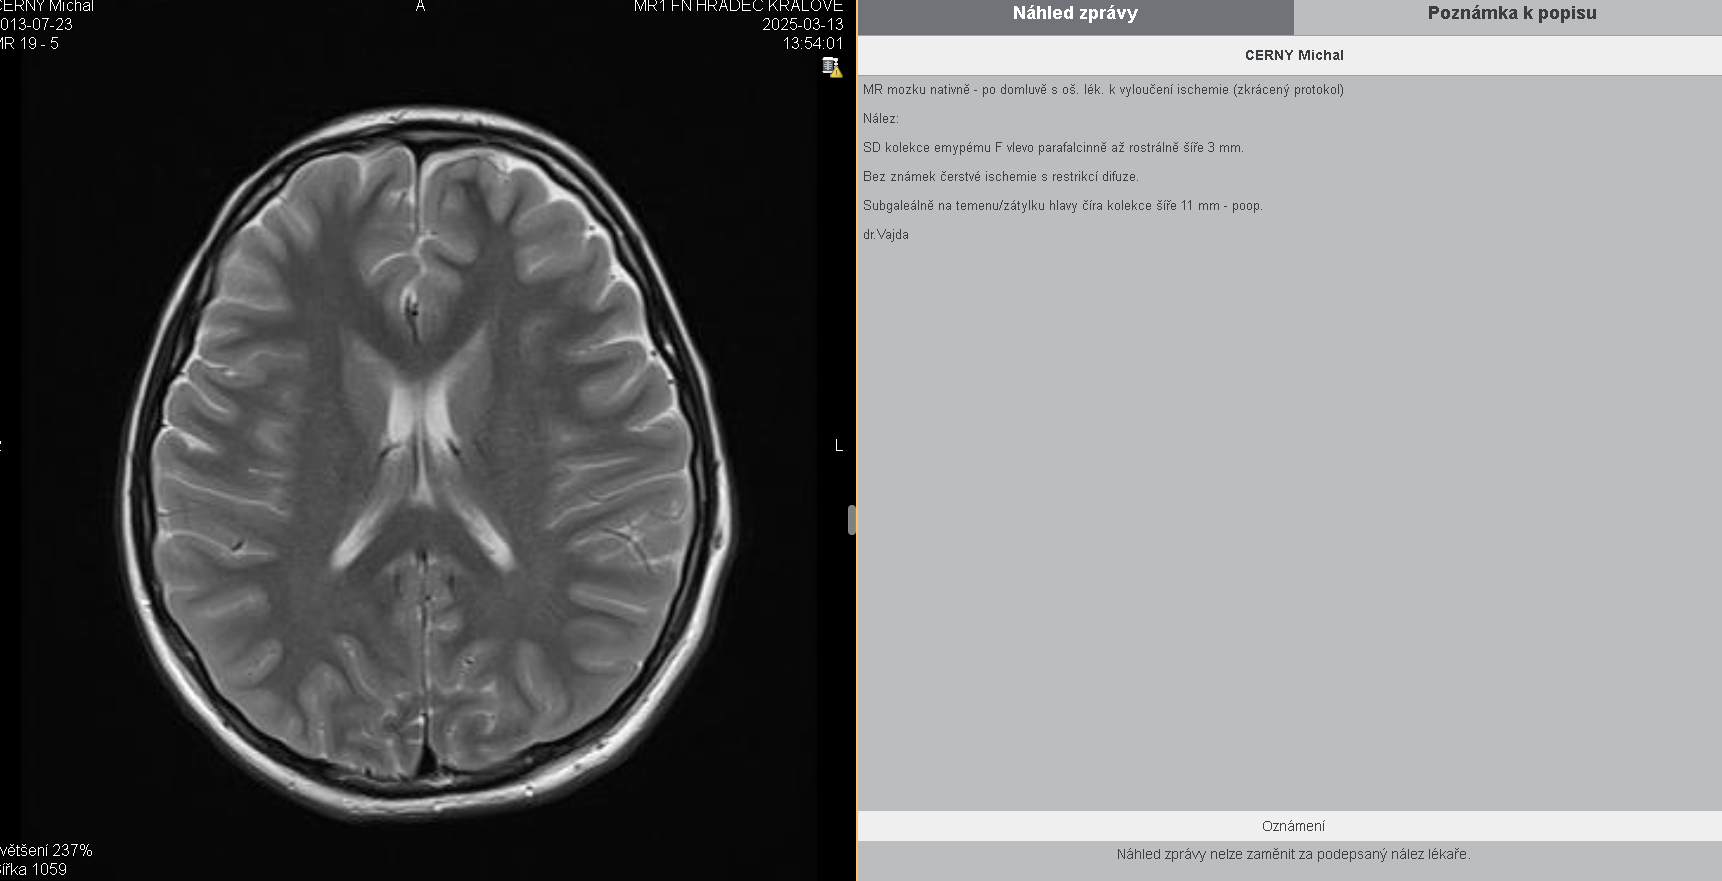 CERNY Michal
013-07-23
MR 19 - 5
A
MR1 FN HRADEC KRALOVE
2025-03-13
13:54:01
L
většení 237%
šířka 1059
Náhled zprávy
Poznámka k popisu
CERNY Michal
MR mozku nativně - po domluvě s oš. lék. k vyloučení ischemie (zkrácený protokol)
Nález:
SD kolekce emypému F vlevo parafalcinně až rostrálně šíře 3 mm.
Bez známek čerstvé ischemie s restrikcí difuze.
Subgaleálně na temenu/zátylku hlavy číra kolekce šíře 11 mm - poop.
dr.Vajda
Oznámení
Náhled zprávy nelze zaměnit za podepsaný nález lékaře.